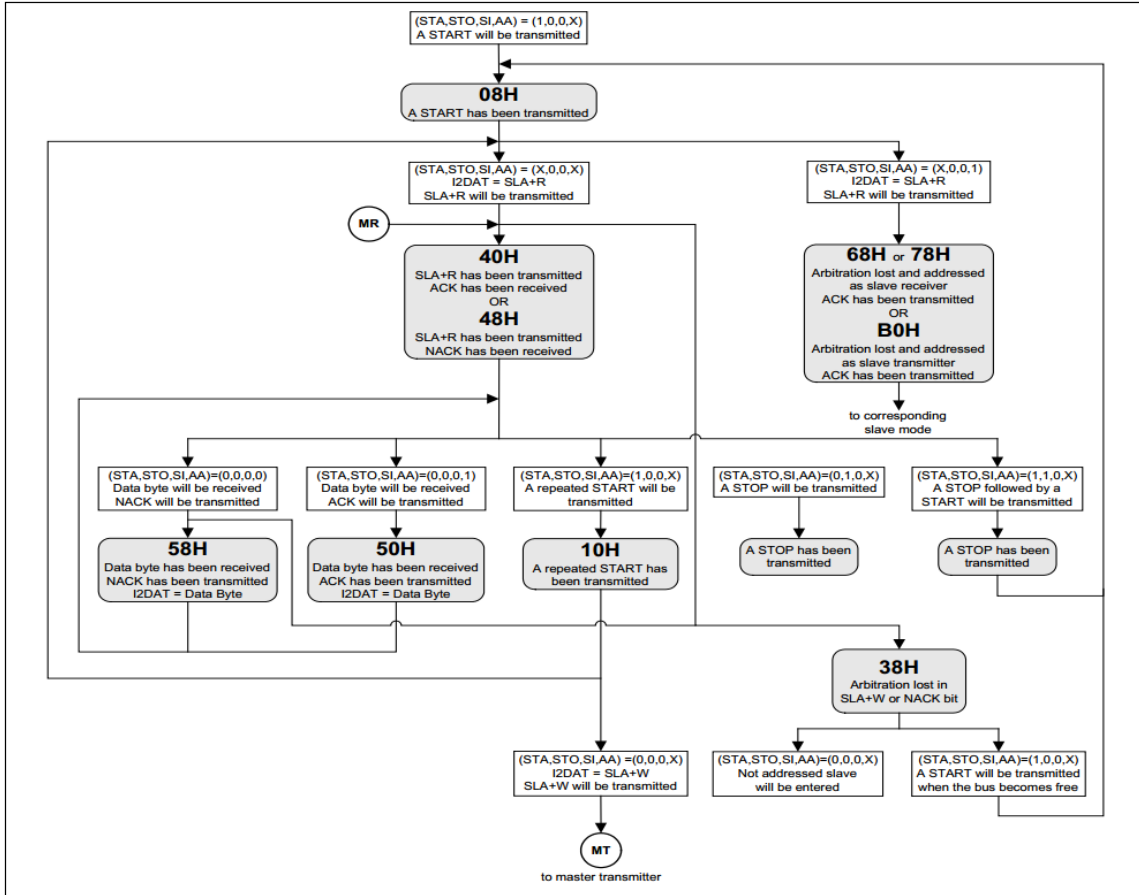 (STA,STO,SI,AA) = (1,0,0,X)
A START will be transmitted
08H
A START has been transmitted
(STA,STO,SI,AA) = (X,0,0,X)
I2DAT = SLA+R
SLA+R will be transmitted
(STA,STO,SI,AA) = (X,0,0,1)
I2DAT = SLA+R
SLA+R will be transmitted
MR
40H
SLA+R has been transmitted
ACK has been received
OR
48H
SLA+R has been transmitted
NACK has been received
68H or 78H
Arbitration lost and addressed
as slave receiver
ACK has been transmitted
OR
B0H
Arbitration lost and addressed
as slave transmitter
ACK has been transmitted
to corresponding
slave mode
(STA,STO,SI,AA)=(0,0,0,0)
Data byte will be received
NACK will be transmitted
(STA,STO,SI,AA)=(0,0,0,1)
Data byte will be received
ACK will be transmitted
(STA,STO,SI,AA)=(1,0,0,X)
A repeated START will be
transmitted
(STA,STO,SI,AA)=(0,1,0,X)
A STOP will be transmitted
(STA,STO,SI,AA)=(1,1,0,X)
A STOP followed by a
START will be transmitted
58H
Data byte has been received
NACK has been transmitted
I2DAT = Data Byte
50H
Data byte has been received
ACK has been transmitted
I2DAT = Data Byte
10H
A repeated START has
been transmitted
A STOP has been
transmitted
A STOP has been
transmitted
38H
Arbitration lost in
SLA+W or NACK bit
(STA,STO,SI,AA) =(0,0,0,X)
I2DAT = SLA+W
SLA+W will be transmitted
(STA,STO,SI,AA)=(0,0,0,X)
Not addressed slave
will be entered
(STA,STO,SI,AA)=(1,0,0,X)
A START will be transmitted
when the bus becomes free
MT
to master transmitter